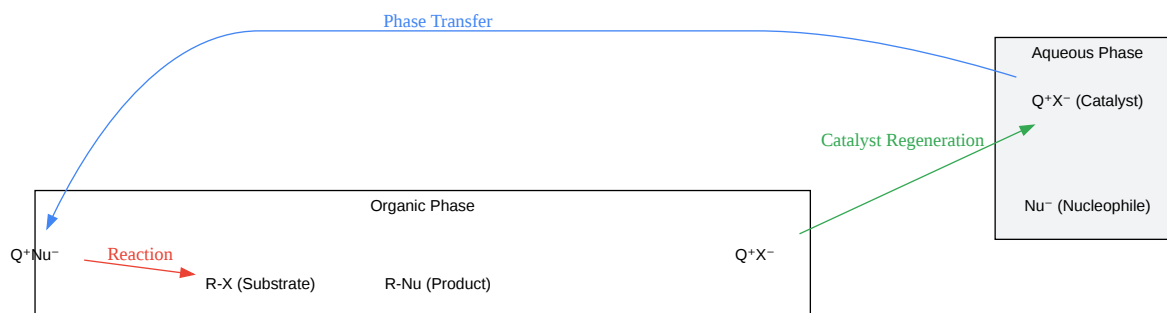 Phase Transfer
Aqueous Phase
Q⁺X⁻ (Catalyst)
Catalyst Regeneration
Nu⁻ (Nucleophile)
Organic Phase
Q⁺Nu⁻
Reaction
Q⁺X⁻
R-X (Substrate)
R-Nu (Product)